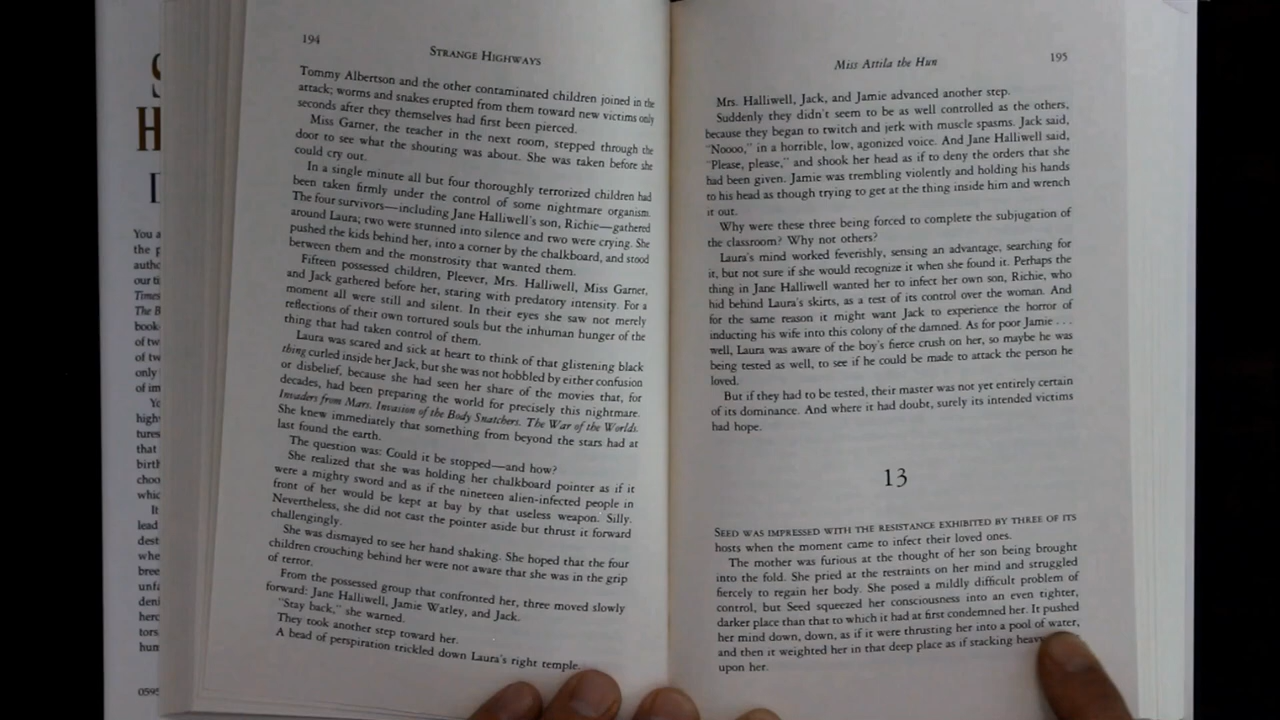 194
STRANGE HIGHWAYS
Tommy Albertson and the other contaminated children joined in the
attack; worms and snakes erupted from them toward new victims only
seconds after they themselves had first been pierced.
Miss Garner, the teacher in the next room, stepped through the
door to see what the shouting was about. She was taken before she
could cry out.
In a single minute all but four thoroughly terrorized children had
been taken firmly under the control of some nightmare organism.
The four survivors—including Jane Halliwell's son, Richie—gathered
around Laura; two were stunned into silence and two were crying. She
pushed the kids behind her, into a corner by the chalkboard, and stood
between them and the monstrosity that wanted them.
Fifteen possessed children, Pleever, Mrs. Halliwell, Miss Garner,
and Jack gathered before her, staring with predatory intensity. For a
moment all were still and silent. In their eyes she saw not merely
reflections of their own tortured souls but the inhuman hunger of the
thing that had taken control of them.
Laura was scared and sick at heart to think of that glistening black
thing curled inside her Jack, but she was not hobbled by either confusion
or disbelief, because she had seen her share of the movies that, for
decades, had been preparing the world for precisely this nightmare.
Invaders from Mars. Invasion of the Body Snatchers. The War of the Worlds.
She knew immediately that something from beyond the stars had at
last found the earth.
The question was: Could it be stopped—and how?
She realized that she was holding her chalkboard pointer as if it
were a mighty sword and as if the nineteen alien-infected people in
front of her would be kept at bay by that useless weapon. Silly.
Nevertheless, she did not cast the pointer aside but thrust it forward
challengingly.
She was dismayed to see her hand shaking. She hoped that the four
children crouching behind her were not aware that she was in the grip
of terror.
From the possessed group that confronted her, three moved slowly
forward: Jane Halliwell, Jamie Watley, and Jack.
"Stay back," she warned.
They took another step toward her.
A bead of perspiration trickled down Laura's right temple.
Miss Attila the Hun
195
Mrs. Halliwell, Jack, and Jamie advanced another step.
Suddenly they didn't seem to be as well controlled as the others,
because they began to twitch and jerk with muscle spasms. Jack said,
"Noooo," in a horrible, low, agonized voice. And Jane Halliwell said,
"Please, please," and shook her head as if to deny the orders that she
had been given. Jamie was trembling violently and holding his hands
to his head as though trying to get at the thing inside him and wrench
it out.
Why were these three being forced to complete the subjugation of
the classroom? Why not others?
Laura's mind worked feverishly, sensing an advantage, searching for
it, but not sure if she would recognize it when she found it. Perhaps the
thing in Jane Halliwell wanted her to infect her own son, Richie, who
hid behind Laura's skirts, as a test of its control over the woman. And
for the same reason it might want Jack to experience the horror of
inducting his wife into this colony of the damned. As for poor Jamie . . .
well, Laura was aware of the boy's fierce crush on her, so maybe he was
being tested as well, to see if he could be made to attack the person he
loved.
But if they had to be tested, their master was not yet entirely certain
of its dominance. And where it had doubt, surely its intended victims
had hope.
13
SEED WAS IMPRESSED WITH THE RESISTANCE EXHIBITED BY THREE OF ITS
hosts when the moment came to infect their loved ones.
The mother was furious at the thought of her son being brought
into the fold. She pried at the restraints on her mind and struggled
fiercely to regain her body. She posed a mildly difficult problem of
control, but Seed squeezed her consciousness into an even tighter,
darker place than that to which it had at first condemned her. It pushed
her mind down, down, as if it were thrusting her into a pool of water,
and then it weighted her in that deep place as if stacking
upon her.
You a
the p
our ti
Times
The B
book
of tw
of tw
only
of im
high
that
0595